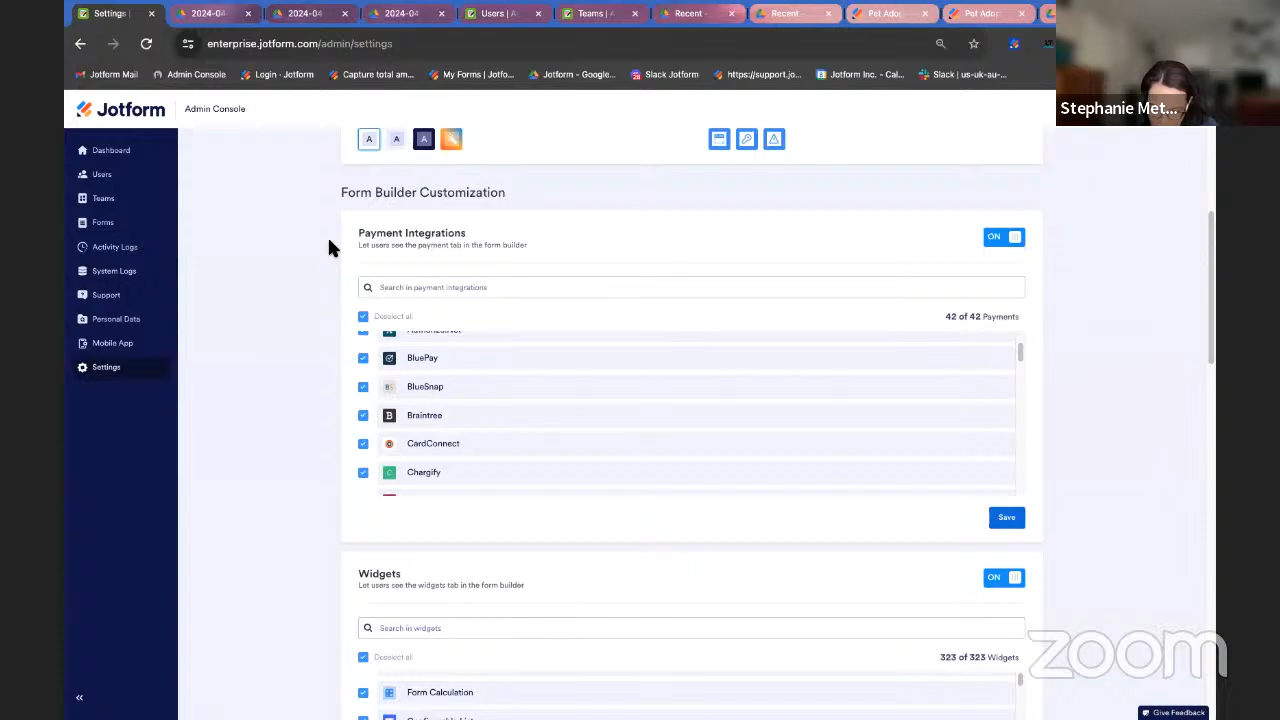 Settings |
2024-04
2024-04
2024-04
Users | A
Teams | A
Recent -
Recent
Pet Ado
Pet Ado
enterprise.jotform.com/admin/settings
Jotform Mail
Admin Console
Login · Jotform
Capture total am...
My Forms | Jotfo...
Jotform - Google...
Slack Jotform
https://support.jo...
Jotform Inc. - Cal...
Slack | us-uk-au-...
Stephanie Met...
Jotform
Admin Console
A A A
Dashboard
Users
Teams
Forms
Activity Logs
System Logs
Support
Personal Data
Mobile App
Settings
Form Builder Customization
Payment Integrations
ON
Let users see the payment tab in the form builder
Search in payment integrations
Deselect all
42 of 42 Payments
BluePay
BlueSnap
Braintree
CardConnect
Chargify
Save
Widgets
ON
Let users see the widgets tab in the form builder
Search in widgets
Deselect all
323 of 323 Widgets
Form Calculation
zoom
Give Feedback